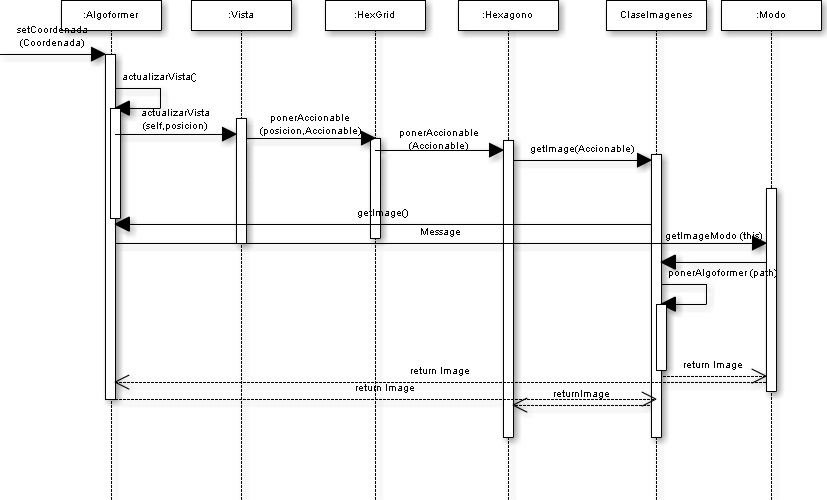 :Algoformer
:Vista
:HexGrid
:Hexagono
ClaseImagenes
:Modo
setCoordenada
(Coordenada)
actualizarVista(
actualizarVista
(self,posicion)
ponerAccionable
(posicion,Accionable)
ponerAccionable
(Accionable)
getImage(Accionable)
getImage()
Message
getImageModo (this)
ponerAlgoformer (path)
return Image
return Image
return Image
returnImage